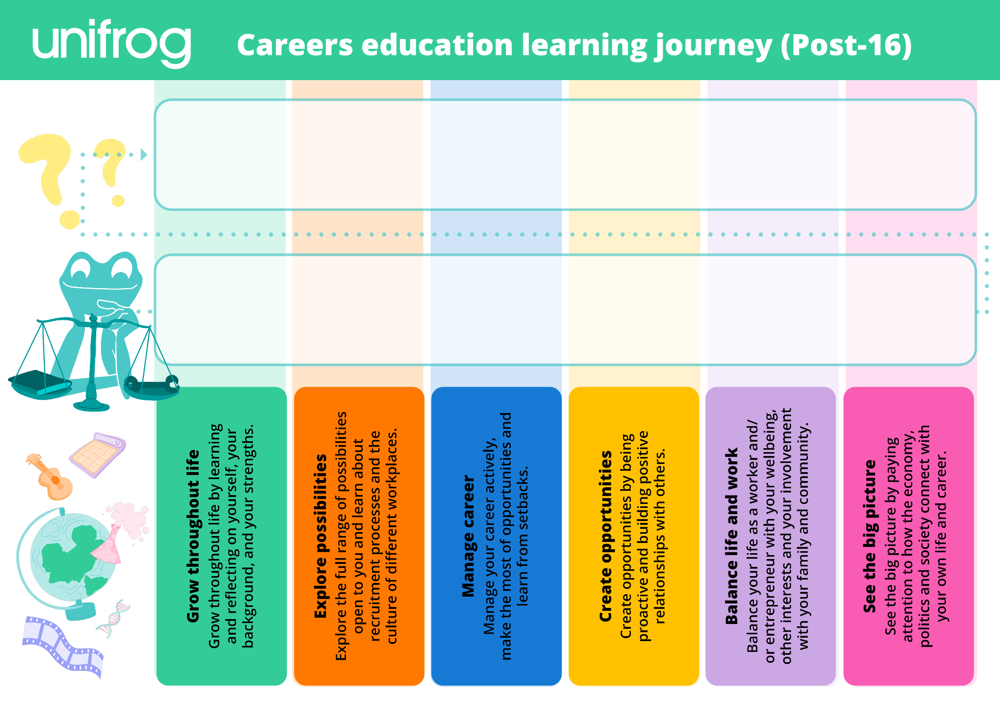 unifrog
Careers education learning journey (Post-16)
Grow throughout life
Grow throughout life by learning
and reflecting on yourself, your
background, and your strengths.
Explore possibilities
Explore the full range of possibilities
open to you and learn about
recruitment processes and the
culture of different workplaces.
Manage career
Manage your career actively,
make the most of opportunities and
learn from setbacks.
Create opportunities
Create opportunities by being
proactive and building positive
relationships with others.
Balance life and work
Balance your life as a worker and/
or entrepreneur with your wellbeing,
other interests and your involvement
with your family and community.
See the big picture
See the big picture by paying
attention to how the economy,
politics and society connect with
your own life and career.